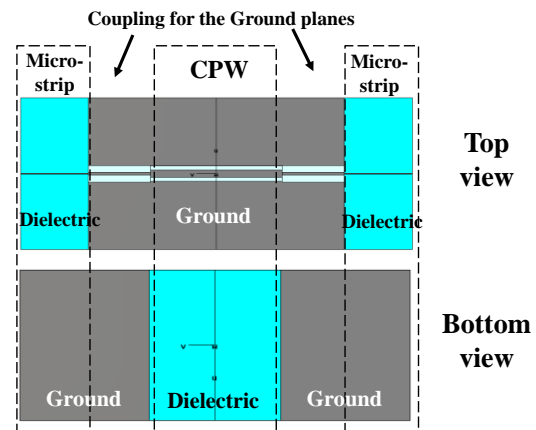 Coupling for the Ground planes
Micro-
strip
CPW
Micro-
strip
Top
view
Dielectric
Ground
Dielectric
Bottom
view
Ground
Dielectric
Ground